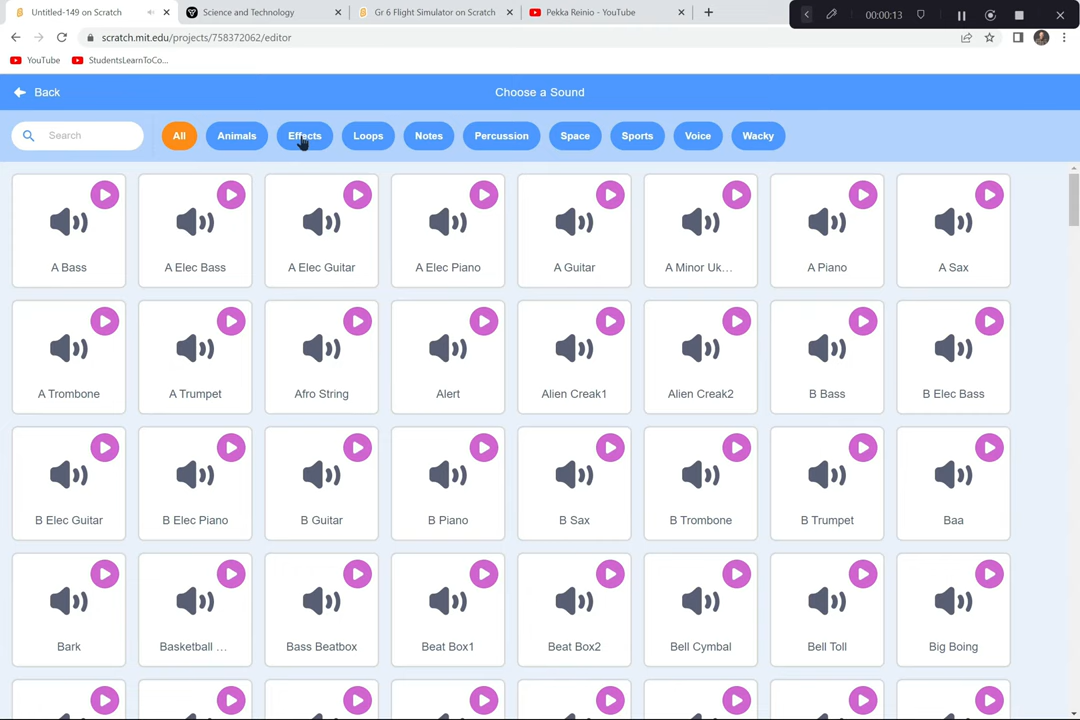 Untitled-149 on Scratch
Science and Technology
Gr 6 Flight Simulator on Scratch
Pekka Reinio - YouTube
00:00:13
scratch.mit.edu/projects/758372062/editor
YouTube
StudentsLearnToCo...
Back
Choose a Sound
Search
All
Animals
Effects
Loops
Notes
Percussion
Space
Sports
Voice
Wacky
A Bass
A Elec Bass
A Elec Guitar
A Elec Piano
A Guitar
A Minor Uk...
A Piano
A Sax
A Trombone
A Trumpet
Afro String
Alert
Alien Creak1
Alien Creak2
B Bass
B Elec Bass
B Elec Guitar
B Elec Piano
B Guitar
B Piano
B Sax
B Trombone
B Trumpet
Baa
Bark
Basketball ...
Bass Beatbox
Beat Box1
Beat Box2
Bell Cymbal
Bell Toll
Big Boing